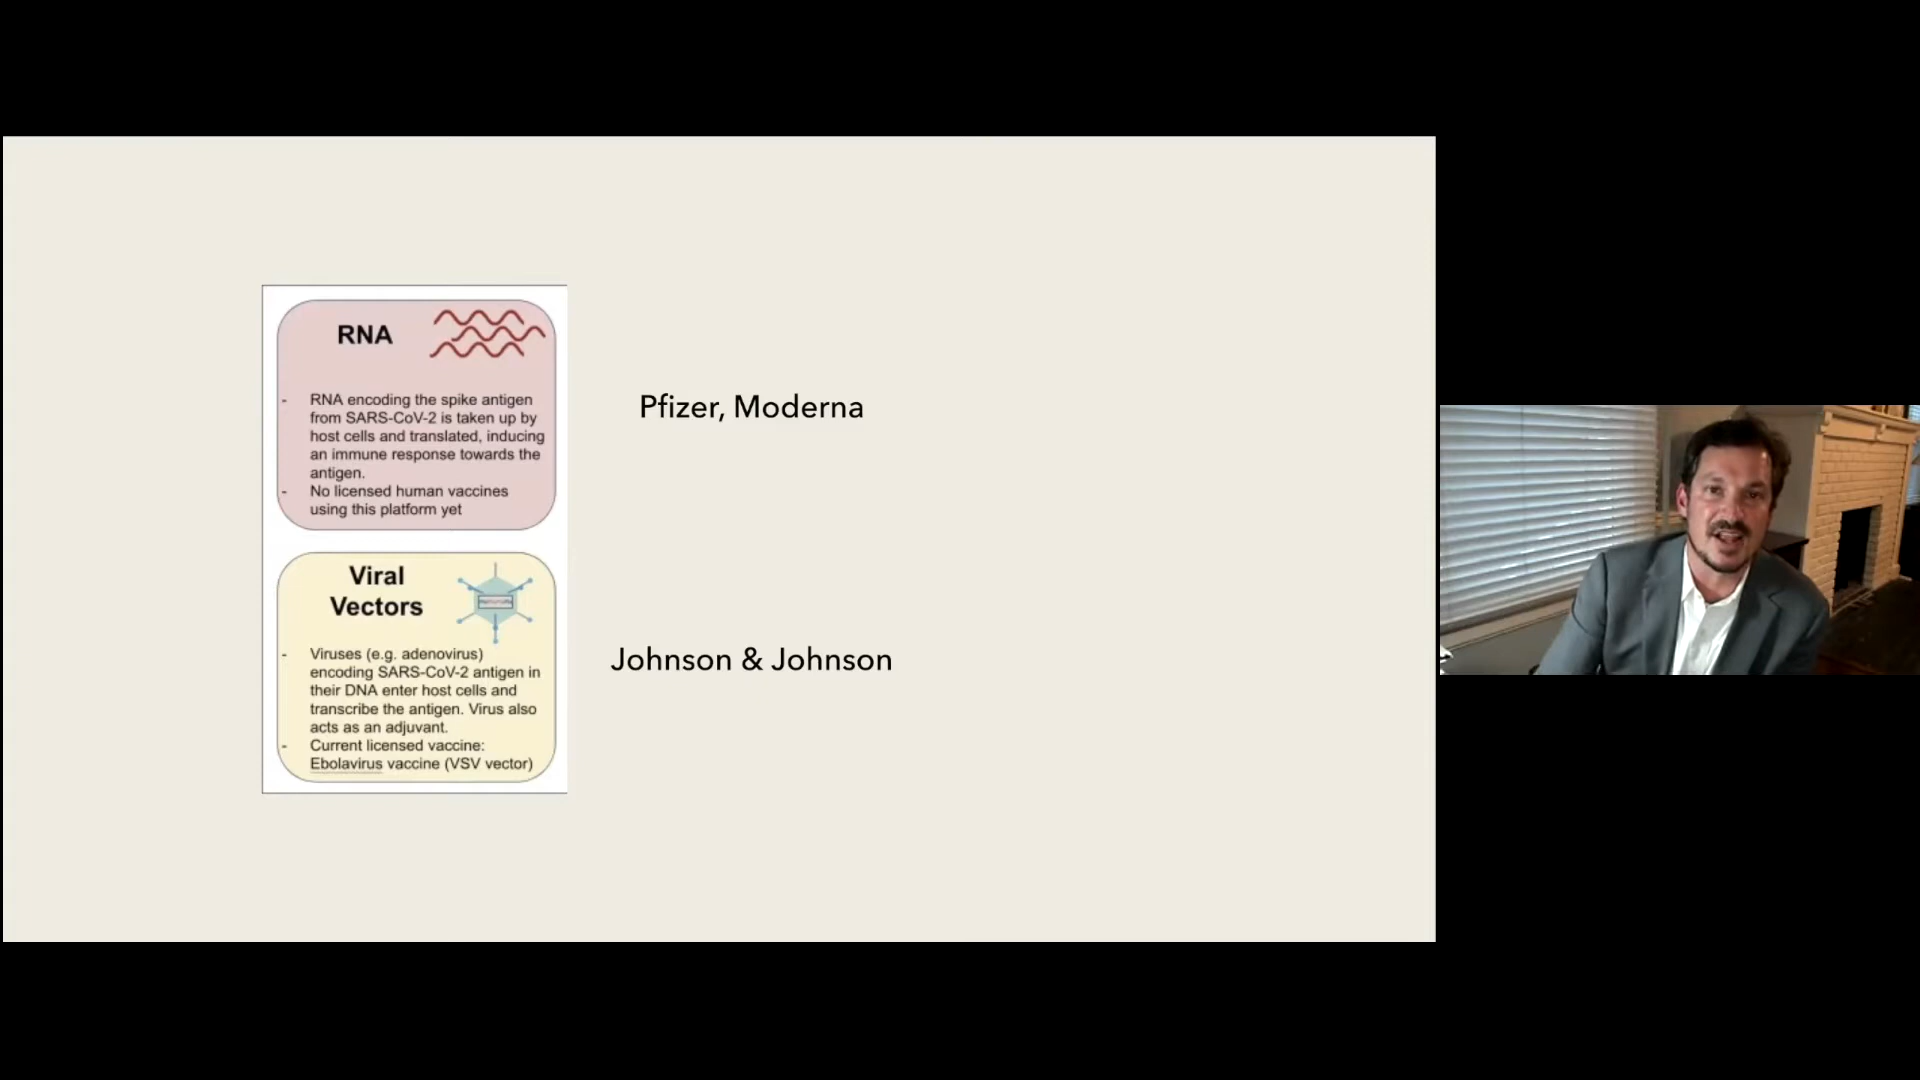 RNA
- RNA encoding the spike antigen
from SARS-CoV-2 is taken up by
host cells and translated, inducing
an immune response towards the
antigen.
- No licensed human vaccines
using this platform yet
Pfizer, Moderna
Viral
Vectors
- Viruses (e.g. adenovirus)
encoding SARS-CoV-2 antigen in
their DNA enter host cells and
transcribe the antigen. Virus also
acts as an adjuvant.
- Current licensed vaccine:
Ebolavirus vaccine (VSV vector)
Johnson & Johnson